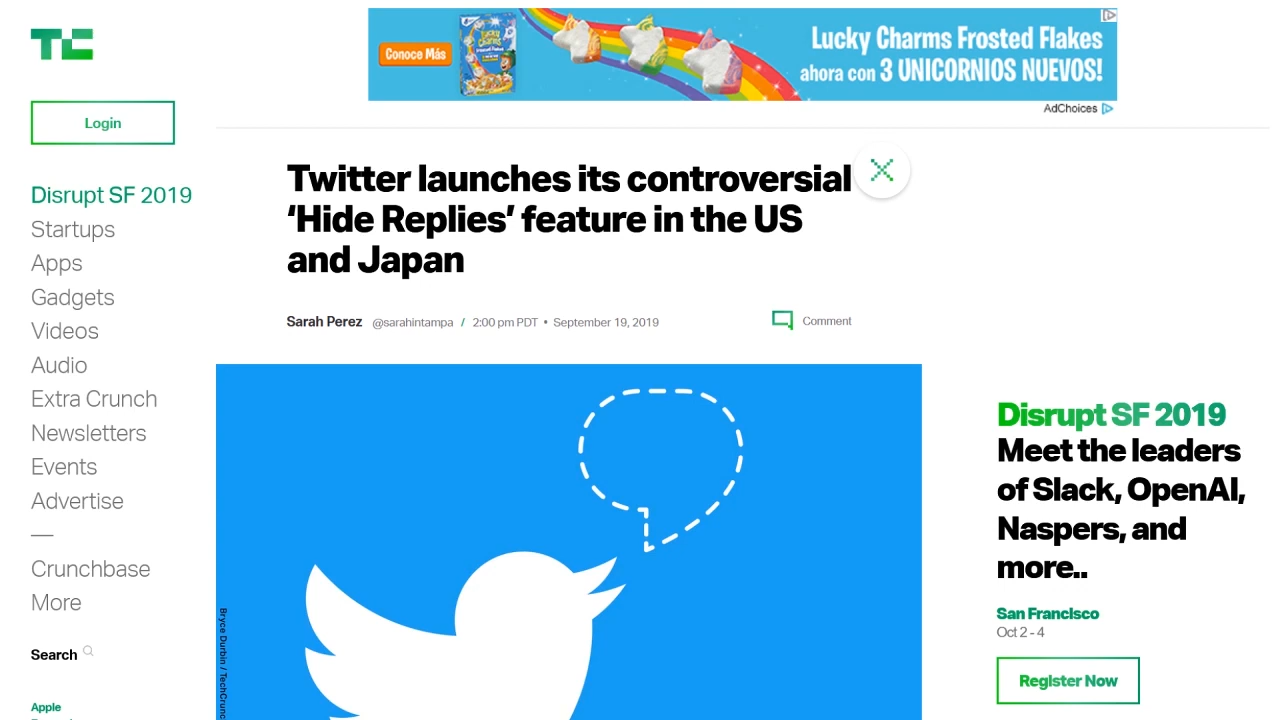 TC
Conoce Más
Lucky Charms Frosted Flakes
ahora con 3 UNICORNIOS NUEVOS!
AdChoices
Login
Disrupt SF 2019
Startups
Apps
Gadgets
Videos
Audio
Extra Crunch
Newsletters
Events
Advertise
—
Crunchbase
More
Search
Apple
Twitter launches its controversial
‘Hide Replies’ feature in the US
and Japan
Sarah Perez @sarahintampa / 2:00 pm PDT • September 19, 2019
Comment
Bryce Durbin / TechCrunc
Disrupt SF 2019
Meet the leaders
of Slack, OpenAI,
Naspers, and
more..
San Francisco
Oct 2 - 4
Register Now